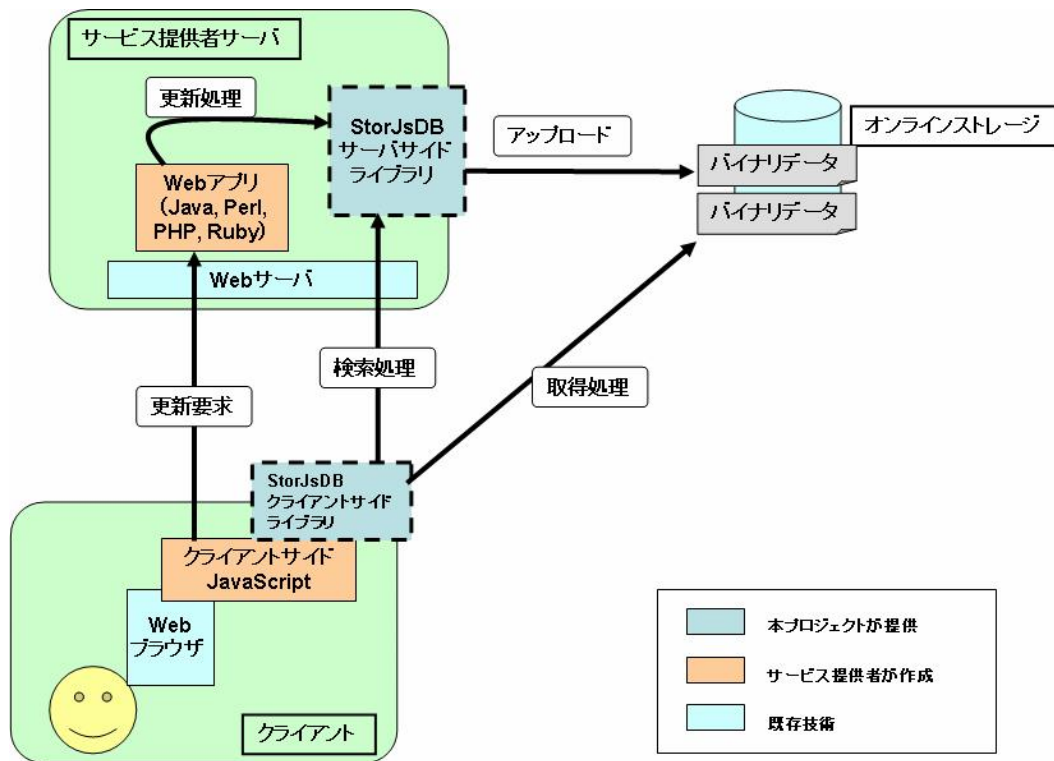 サービス提供者サーバ
更新処理
StorJsDB
サーバサイド
ライブラリ
アップロード
オンラインストレージ
バイナリデータ
バイナリデータ
Webアプリ
（Java, Perl,
PHP, Ruby）
Webサーバ
検索処理
取得処理
更新要求
StorJsDB
クライアントサイド
ライブラリ
クライアントサイド
JavaScript
Web
ブラウザ
クライアント
本プロジェクトが提供
サービス提供者が作成
既存技術